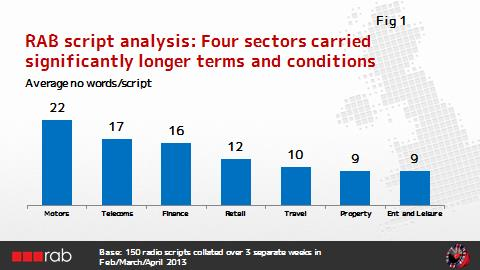 Fig 1
RAB script analysis: Four sectors carried
significantly longer terms and conditions
Average no words/script
22
17
16
12
10
9
9
Motors
Telecoms
Finance
Retail
Travel
Property
Ent and Leisure
rab
Base: 150 radio scripts collated over 3 separate weeks in
Feb/March/April 2013